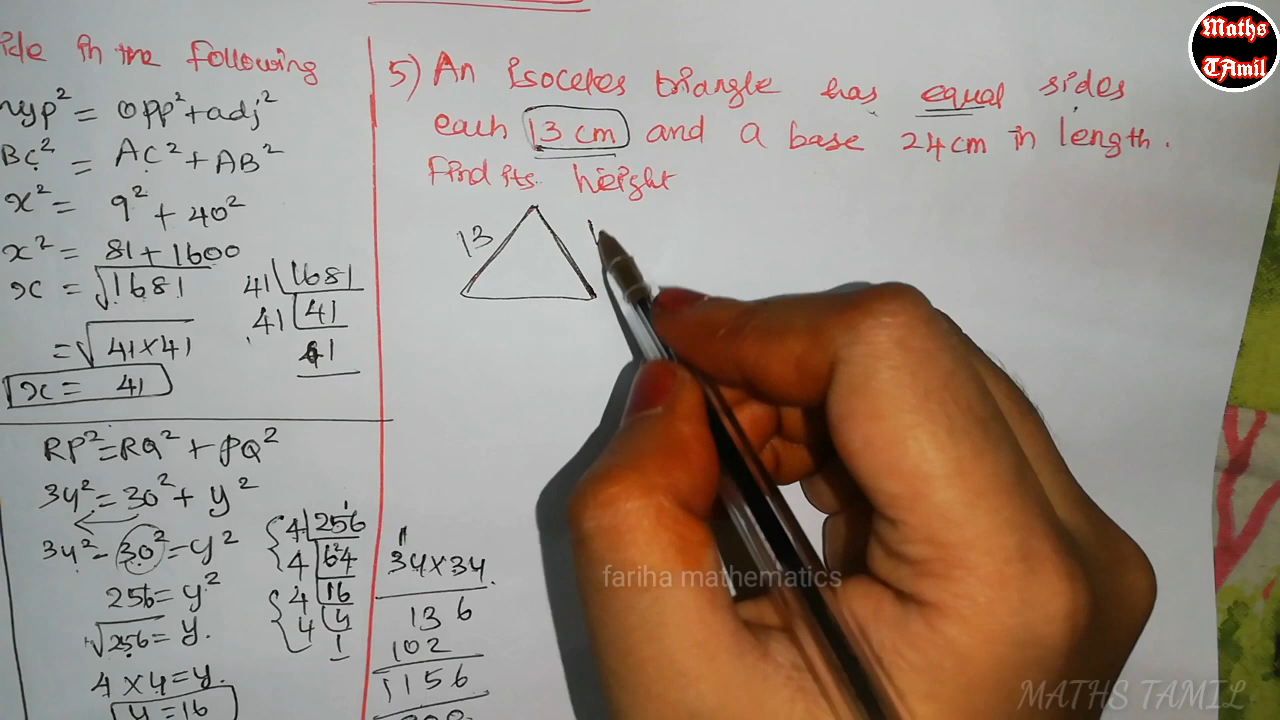 Maths
TAmil
ide in the following
hyp² = opp² + adj²
BC² = AC² + AB²
x² = 9² + 40²
x² = 81 + 1600
x = √1681
= √41×41
x = 41
41 1681
41 41
41
RP² = RQ² + PQ²
34² = 30² + y²
34² - 30² = y²
256 = y²
√256 = y.
4 × 4 = y.
y = 16
4 256
4 64
4 16
4 4
1
34×34.
136
102
1156
5) An isoceles triangle has equal sides
each 13 cm and a base 24cm in length.
Find its height
13
fariha mathematics
MATHS TAMIL